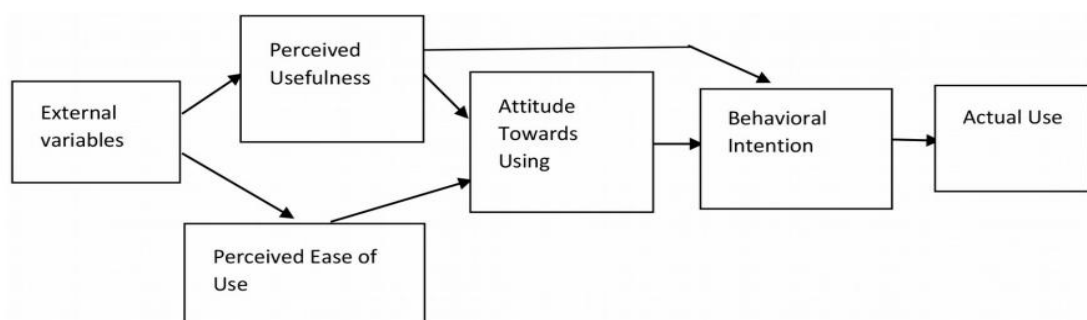 Perceived
Usefulness
External
variables
Attitude
Towards
Using
Behavioral
Intention
Actual Use
Perceived Ease of
Use